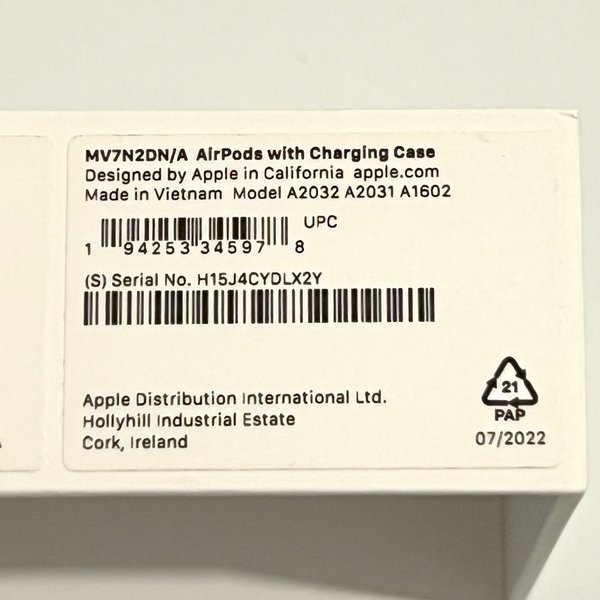 MV7N2DN/A AirPods with Charging Case
Designed by Apple in California apple.com
Made in Vietnam Model A2032 A2031 A1602
UPC
1 94253 34597 8
(S) Serial No. H15J4CYDLX2Y
Apple Distribution International Ltd.
Hollyhill Industrial Estate
Cork, Ireland
21
PAP
07/2022